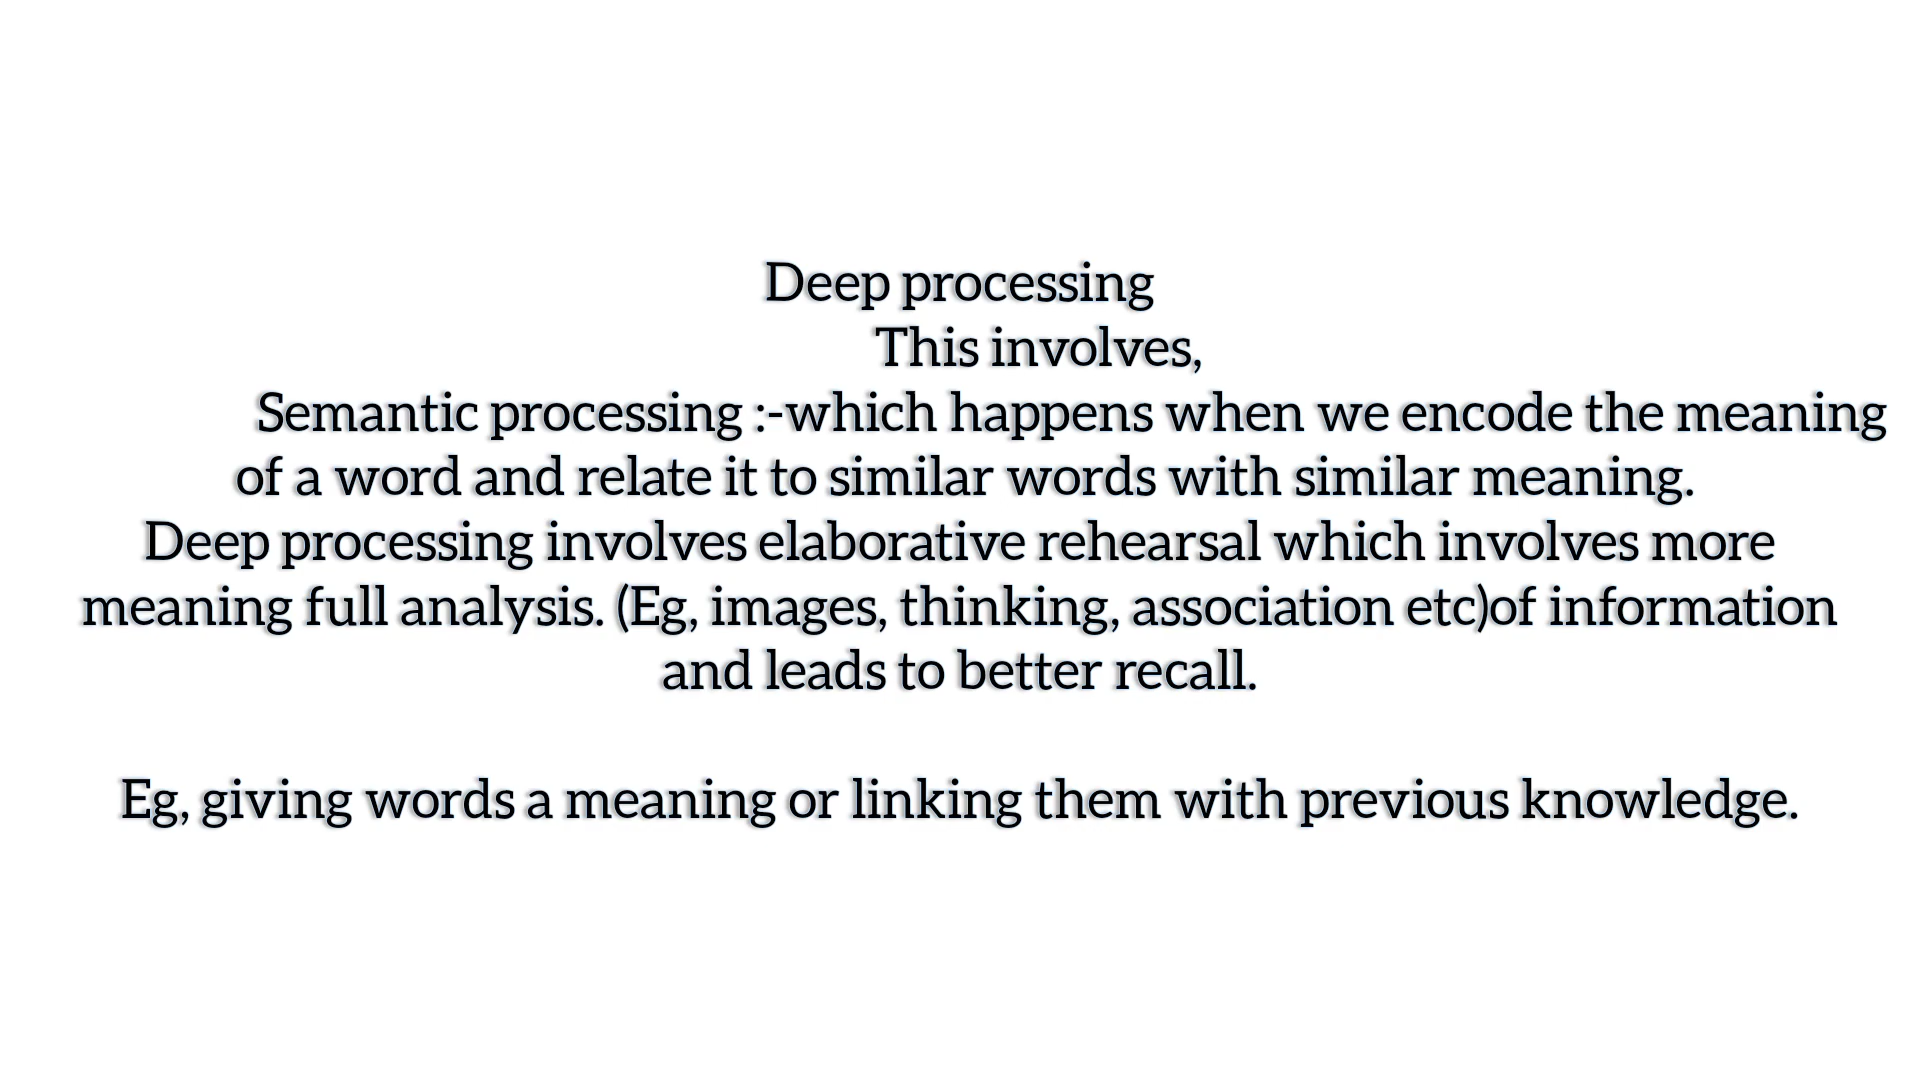 Deep processing
This involves,
Semantic processing :-which happens when we encode the meaning
of a word and relate it to similar words with similar meaning.
Deep processing involves elaborative rehearsal which involves more
meaning full analysis. (Eg, images, thinking, association etc)of information
and leads to better recall.
Eg, giving words a meaning or linking them with previous knowledge.